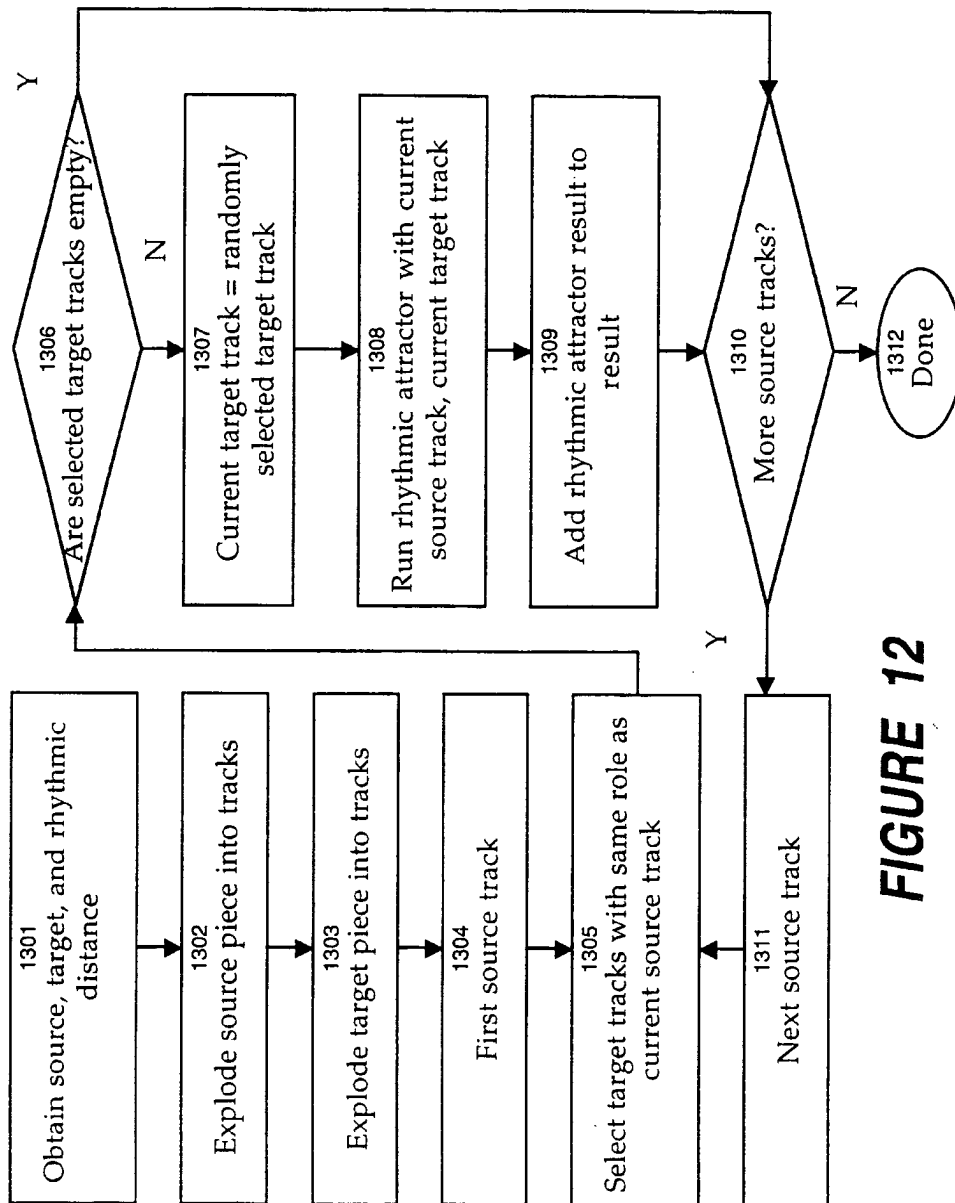 1301
Obtain source, target, and rhythmic
distance
1302
Explode source piece into tracks
1303
Explode target piece into tracks
1304
First source track
1305
Select target tracks with same role as
current source track
1311
Next source track
1306
Are selected target tracks empty?
Y
N
1307
Current target track = randomly
selected target track
1308
Run rhythmic attractor with current
source track, current target track
1309
Add rhythmic attractor result to
result
1310
More source tracks?
Y
N
1312
Done
FIGURE 12